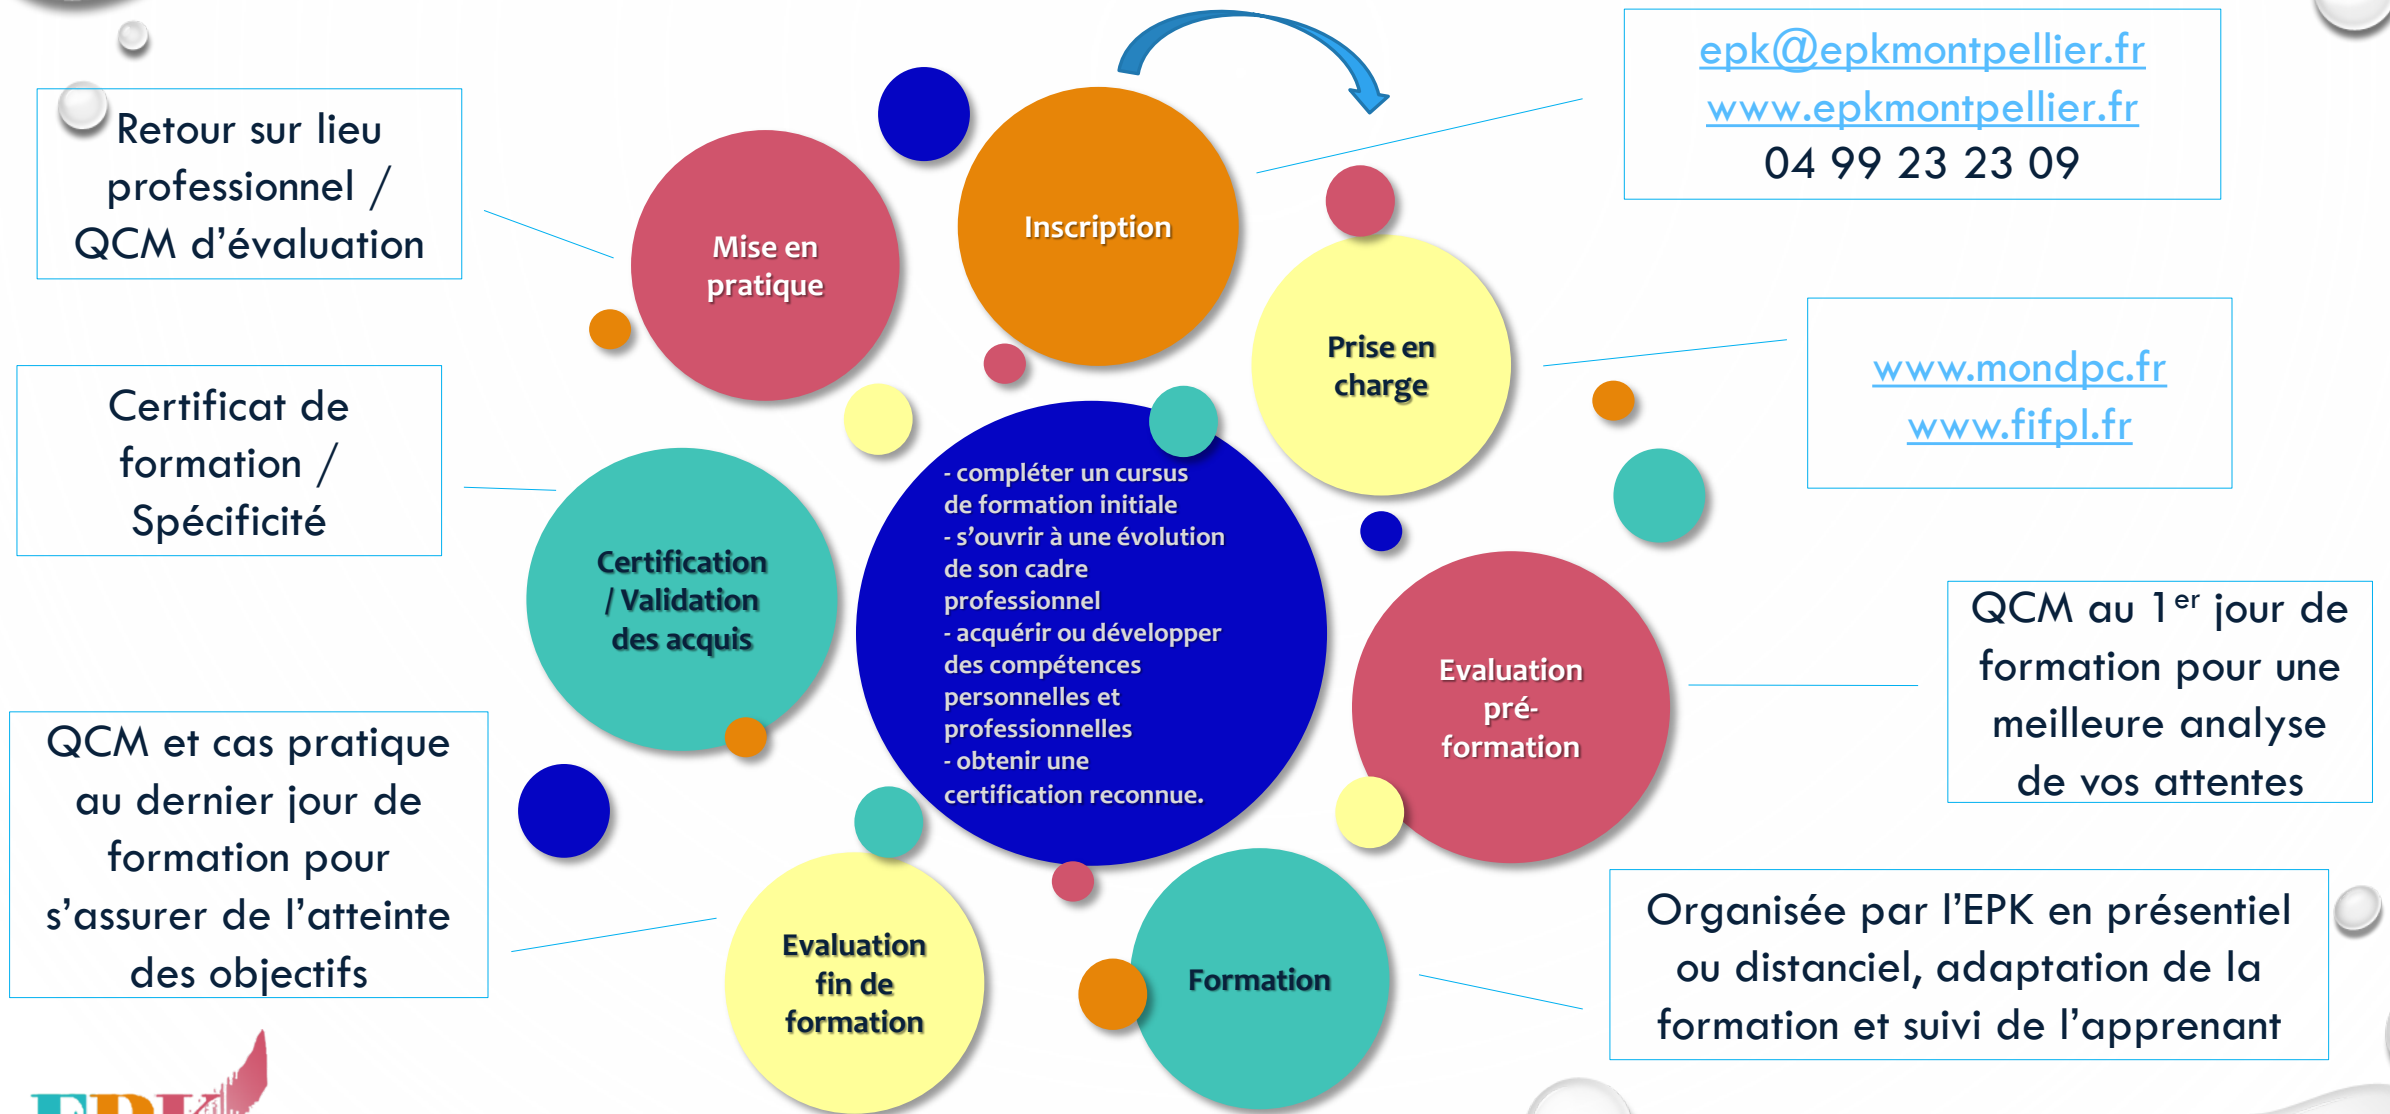 Inscription
epk@epkmontpellier.fr
www.epkmontpellier.fr
04 99 23 23 09
Prise en
charge
www.mondpc.fr
www.fifpl.fr
Evaluation
pré-
formation
QCM au 1er jour de
formation pour une
meilleure analyse
de vos attentes
Formation
Organisée par l’EPK en présentiel
ou distanciel, adaptation de la
formation et suivi de l’apprenant
Evaluation
fin de
formation
QCM et cas pratique
au dernier jour de
formation pour
s’assurer de l’atteinte
des objectifs
Certification
/ Validation
des acquis
Certificat de
formation /
Spécificité
Mise en
pratique
Retour sur lieu
professionnel /
QCM d’évaluation
- compléter un cursus
de formation initiale
- s’ouvrir à une évolution
de son cadre
professionnel
- acquérir ou développer
des compétences
personnelles et
professionnelles
- obtenir une
certification reconnue.
EPK